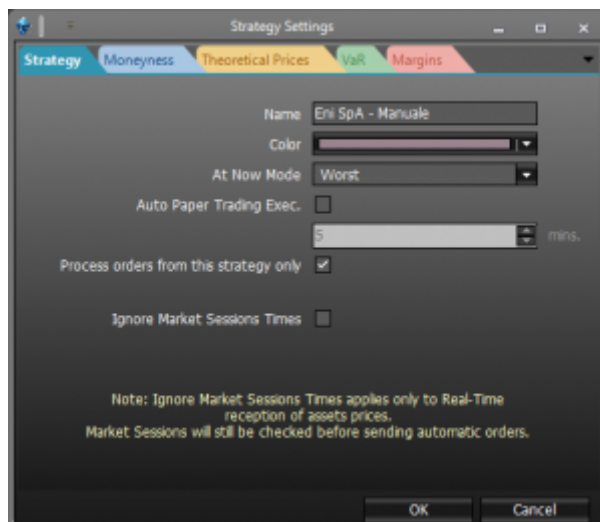 Strategy Settings
Strategy Moneyness Theoretical Prices VaR Margins
Name Eni SpA - Manuale
Color
At Now Mode Worst
Auto Paper Trading Exec.
5 mins.
Process orders from this strategy only
Ignore Market Sessions Times
Note: Ignore Market Sessions Times applies only to Real-Time
reception of assets prices.
Market Sessions will still be checked before sending automatic orders.
OK Cancel